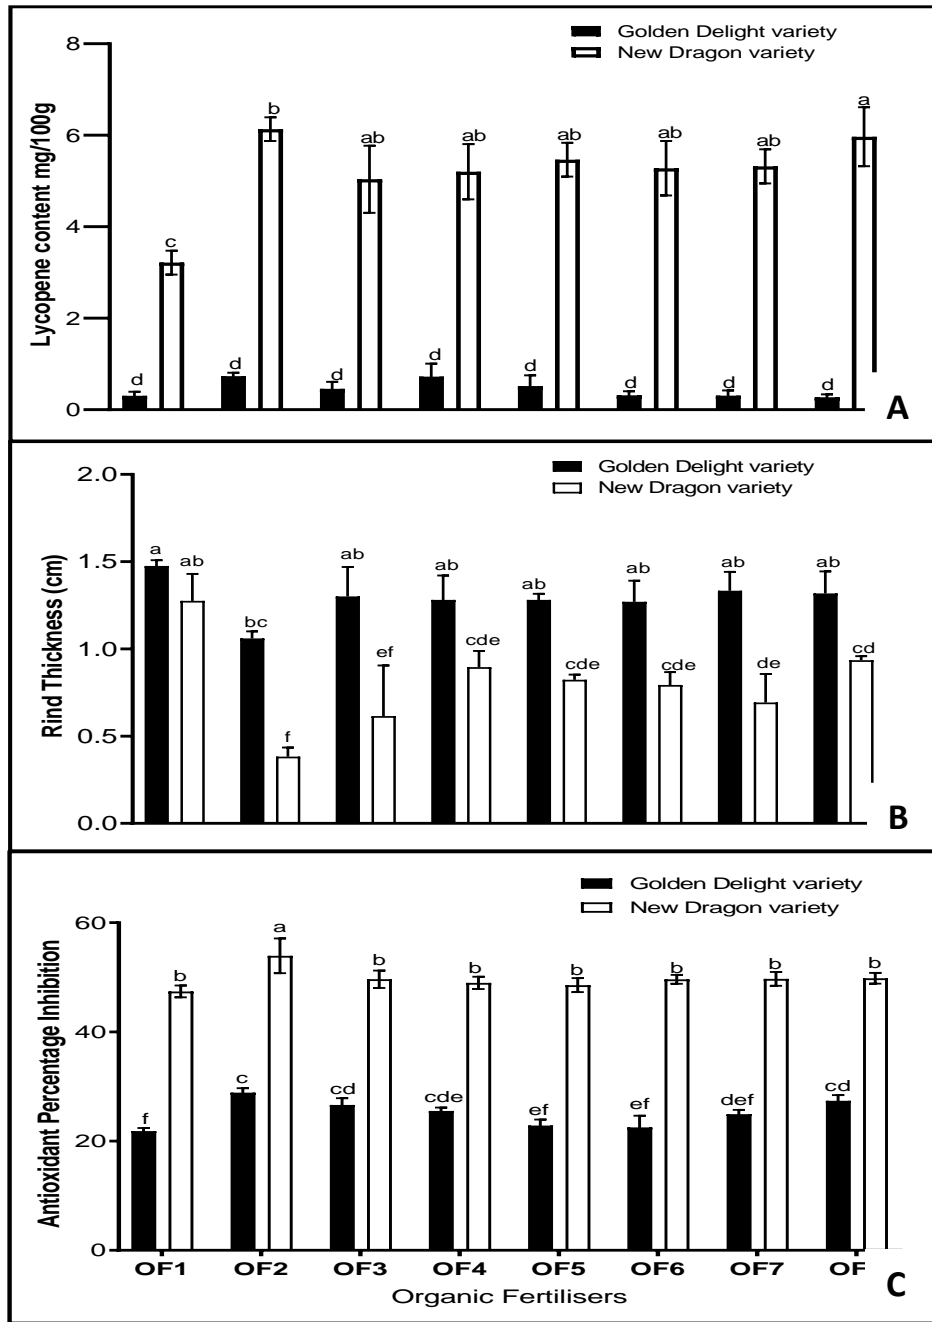 Golden Delight variety
New Dragon variety
Lycopene content mg/100g
8
6
4
2
0
d c d b d ab d ab d ab d ab d ab d a
A
Golden Delight variety
New Dragon variety
Rind Thickness (cm)
2.0
1.5
1.0
0.5
0.0
a ab bc f ab ef ab cde ab cde ab cde ab de ab cd
B
Golden Delight variety
New Dragon variety
Antioxidant Percentage Inhibition
60
40
20
0
f b c a cd b cde b ef b ef b def b cd b
OF1 OF2 OF3 OF4 OF5 OF6 OF7 OF
C
Organic Fertilisers